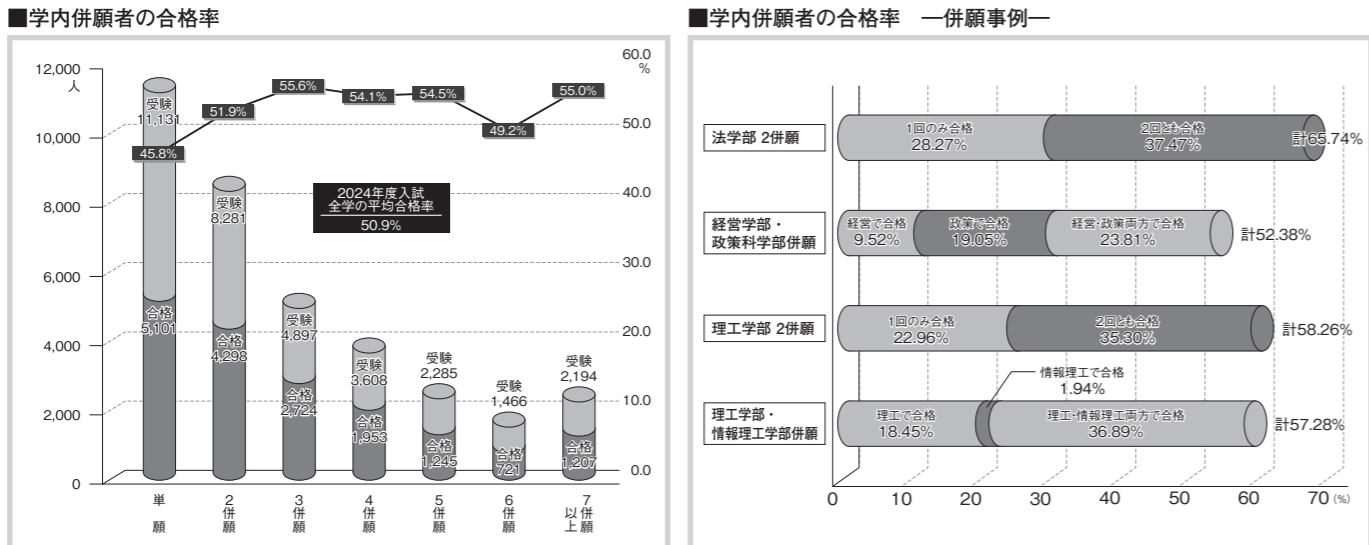 ■学内併願者の合格率
60.0
%
12,000
人
10,000
8,000
6,000
4,000
2,000
0
50.0
40.0
30.0
20.0
10.0
0.0
45.8%
51.9%
55.6%
54.1%
54.5%
49.2%
55.0%
2024年度入試
全学の平均合格率
50.9%
受験
11,131
合格
5,101
受験
8,281
合格
4,298
受験
4,897
合格
2,724
受験
3,608
合格
1,953
受験
2,285
合格
1,245
受験
1,466
合格
721
受験
2,194
合格
1,207
単願
2併願
3併願
4併願
5併願
6併願
7併願以上
■学内併願者の合格率 ―併願事例―
法学部 2併願
1回のみ合格
28.27%
2回とも合格
37.47%
計65.74%
経営学部・
政策科学部併願
経営で合格
9.52%
政策で合格
19.05%
経営・政策両方で合格
23.81%
計52.38%
理工学部 2併願
1回のみ合格
22.96%
2回とも合格
35.30%
計58.26%
理工学部・
情報理工学部併願
理工で合格
18.45%
情報理工で合格
1.94%
理工・情報理工両方で合格
36.89%
計57.28%
0 10 20 30 40 50 60 70 (%)